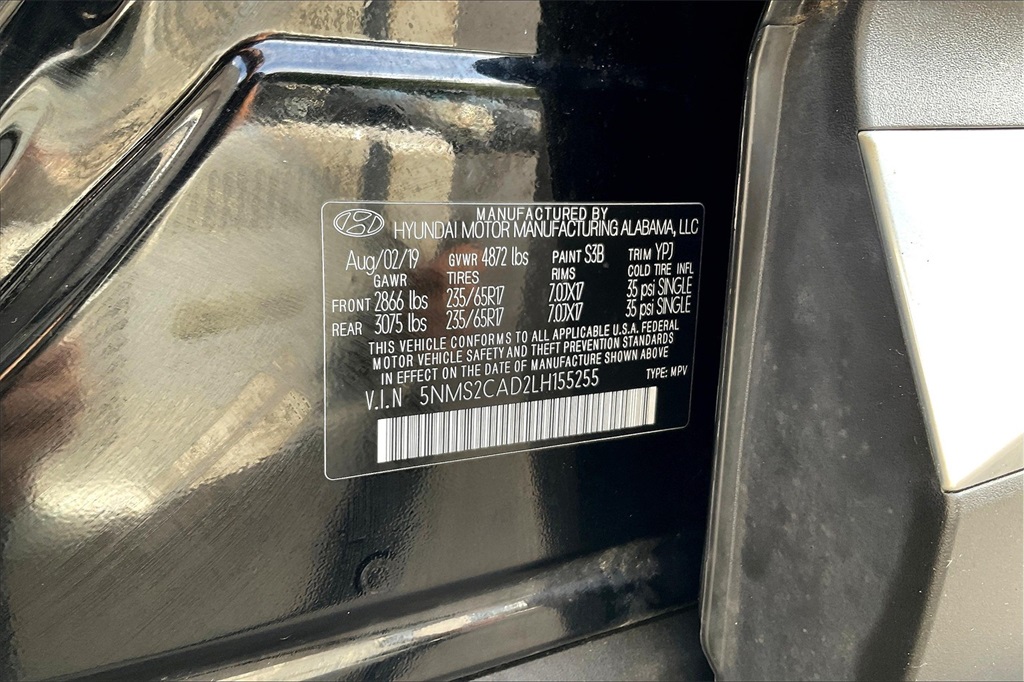 MANUFACTURED BY
HYUNDAI MOTOR MANUFACTURING ALABAMA, LLC
Aug/02/19 GVWR 4872 lbs PAINT S3B TRIM YPJ
GAWR TIRES RIMS COLD TIRE INFL
FRONT 2866 lbs 235/65R17 7.0JX17 35 psi SINGLE
REAR 3075 lbs 235/65R17 7.0JX17 35 psi SINGLE
THIS VEHICLE CONFORMS TO ALL APPLICABLE U.S.A. FEDERAL
MOTOR VEHICLE SAFETY AND THEFT PREVENTION STANDARDS
IN EFFECT ON THE DATE OF MANUFACTURE SHOWN ABOVE
V.I.N 5NMS2CAD2LH155255 TYPE: MPV